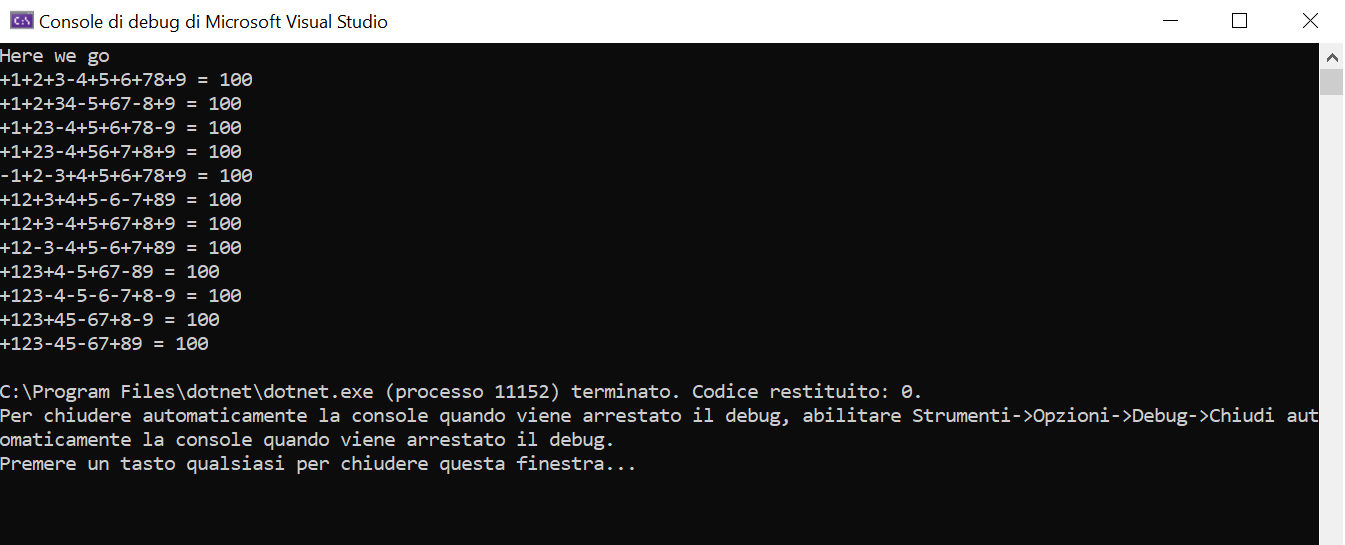 Console di debug di Microsoft Visual Studio
Here we go
+1+2+3-4+5+6+78+9 = 100
+1+2+34-5+67-8+9 = 100
+1+23-4+5+6+78-9 = 100
+1+23-4+56+7+8+9 = 100
-1+2-3+4+5+6+78+9 = 100
+12+3+4+5-6-7+89 = 100
+12+3-4+5+67+8+9 = 100
+12-3-4+5-6+7+89 = 100
+123+4-5+67-89 = 100
+123-4-5-6-7+8-9 = 100
+123+45-67+8-9 = 100
+123-45-67+89 = 100
C:\Program Files\dotnet\dotnet.exe (processo 11152) terminato. Codice restituito: 0.
Per chiudere automaticamente la console quando viene arrestato il debug, abilitare Strumenti->Opzioni->Debug->Chiudi aut
omaticamente la console quando viene arrestato il debug.
Premere un tasto qualsiasi per chiudere questa finestra...